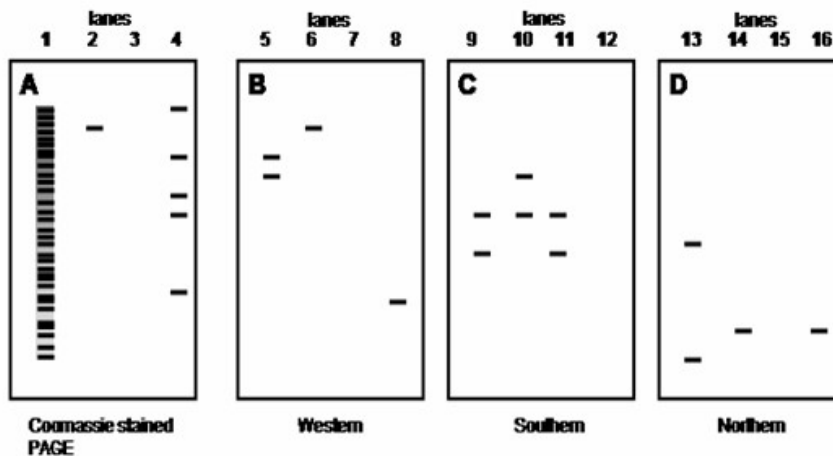 lanes
1 2 3 4
lanes
5 6 7 8
lanes
9 10 11 12
lanes
13 14 15 16
A
B
C
D
Coomassie stained
PAGE
Western
Southern
Northern